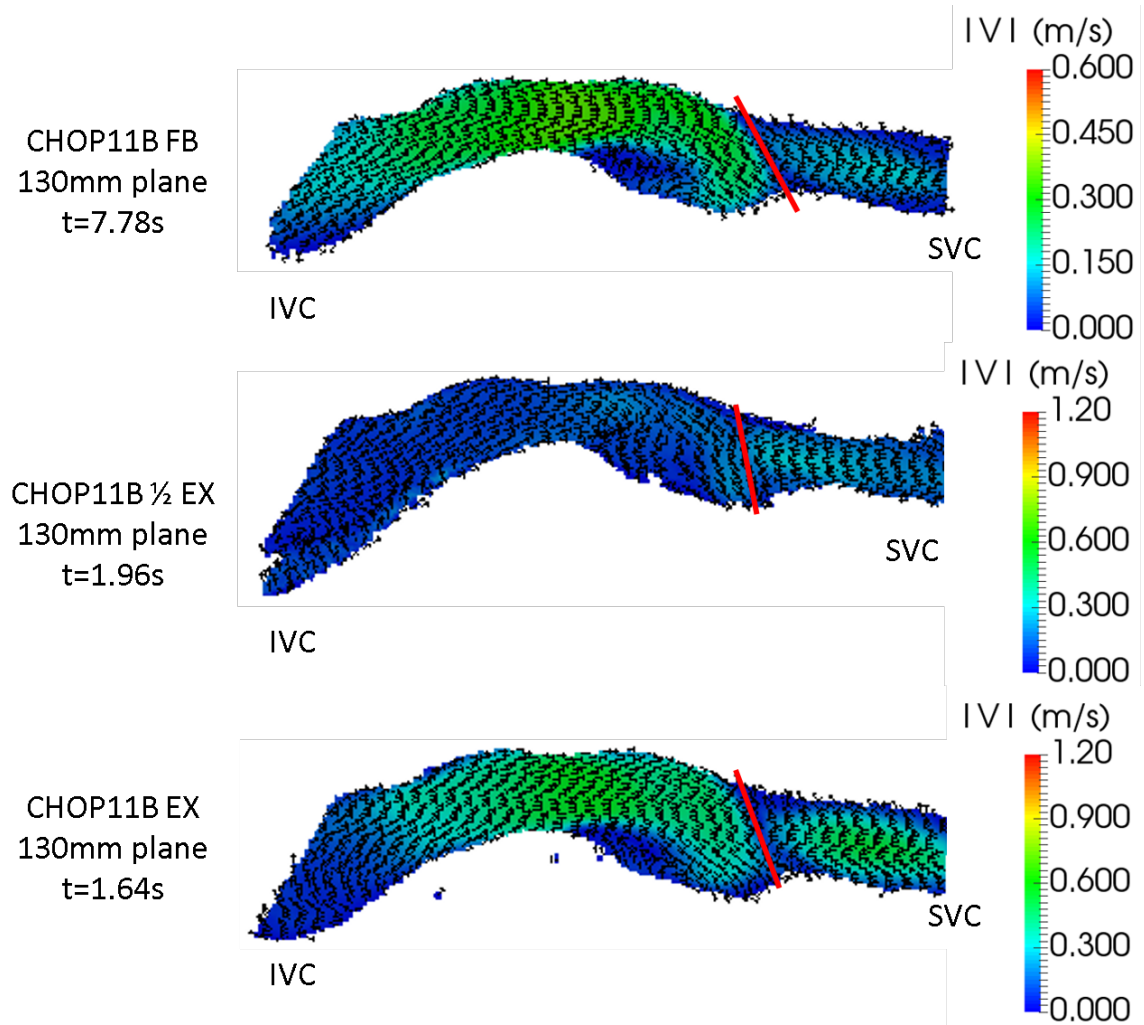 |V| (m/s)
0.600
0.450
0.300
0.150
0.000
CHOP11B FB
130mm plane
t=7.78s
SVC
IVC
|V| (m/s)
1.20
0.900
0.600
0.300
0.000
CHOP11B ½ EX
130mm plane
t=1.96s
SVC
IVC
|V| (m/s)
1.20
0.900
0.600
0.300
0.000
CHOP11B EX
130mm plane
t=1.64s
SVC
IVC